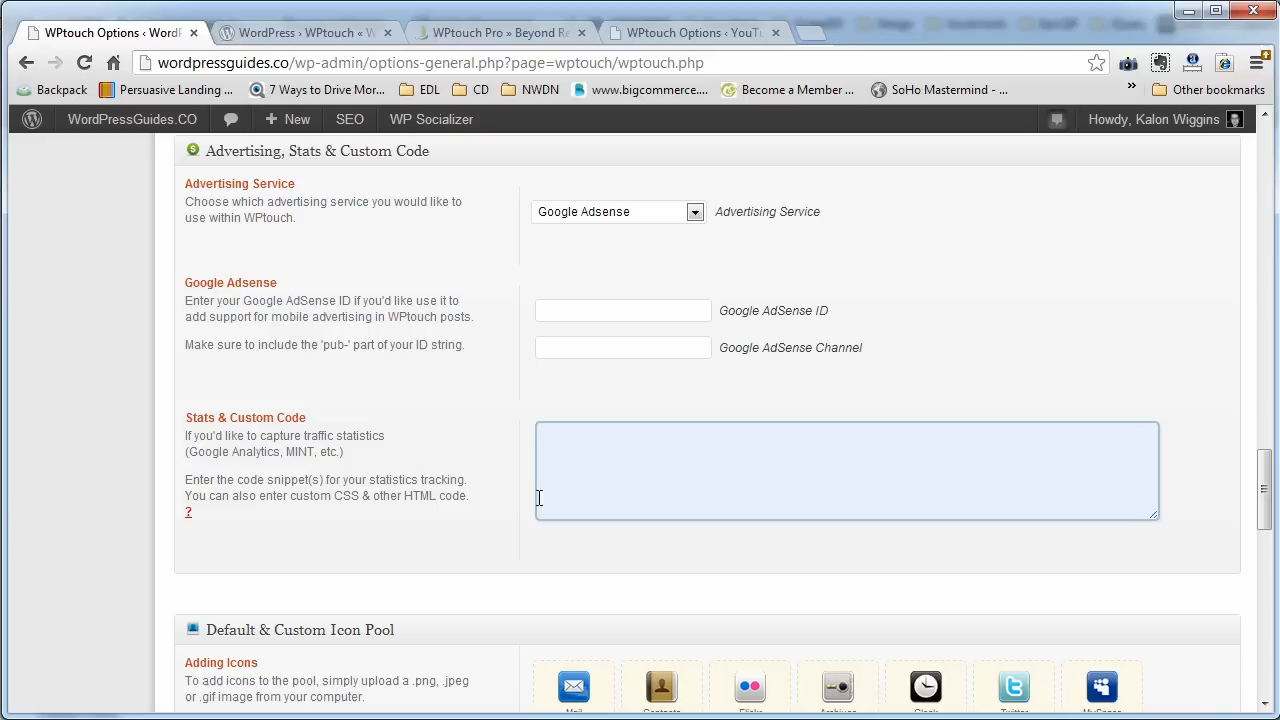 WPtouch Options ‹ WordP
WordPress › WPtouch « 
WPtouch Pro » Beyond Re
WPtouch Options ‹ YouTu
wordpressguides.co/wp-admin/options-general.php?page=wptouch/wptouch.php
Backpack
Persuasive Landing ...
7 Ways to Drive Mor...
EDL
CD
NWDN
www.bigcommerce....
Become a Member ...
SoHo Mastermind - ...
»
Other bookmarks
WordPressGuides.CO
+ New
SEO
WP Socializer
Howdy, Kalon Wiggins
Advertising, Stats & Custom Code
Advertising Service
Choose which advertising service you would like to
use within WPtouch.
Google Adsense
Advertising Service
Google Adsense
Enter your Google AdSense ID if you'd like use it to
add support for mobile advertising in WPtouch posts.
Make sure to include the 'pub-' part of your ID string.
Google AdSense ID
Google AdSense Channel
Stats & Custom Code
If you'd like to capture traffic statistics
(Google Analytics, MINT, etc.)
Enter the code snippet(s) for your statistics tracking.
You can also enter custom CSS & other HTML code.
?
Default & Custom Icon Pool
Adding Icons
To add icons to the pool, simply upload a .png, .jpeg
or .gif image from your computer.
Mail
Contacts
Flickr
Archives
Clock
Twitter
MySpace